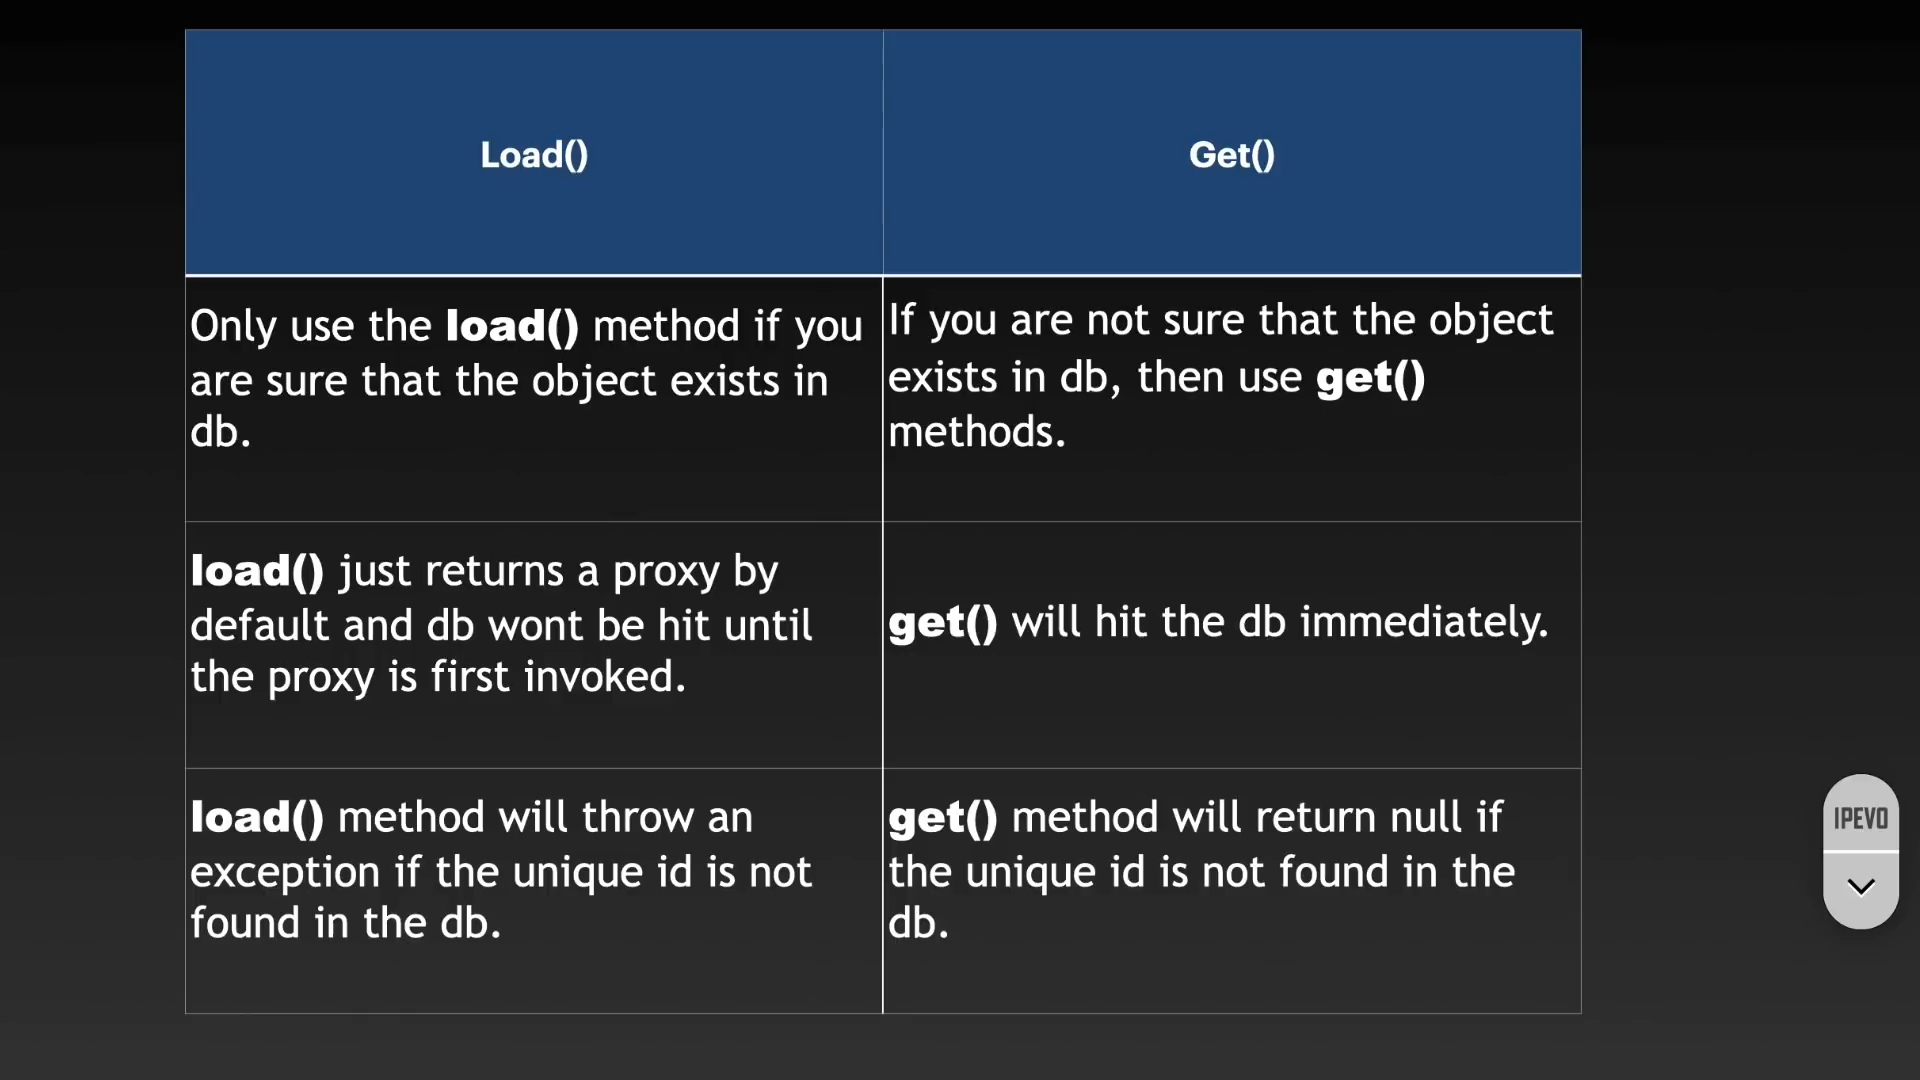 Load()
Get()
Only use the load() method if you
are sure that the object exists in
db.
If you are not sure that the object
exists in db, then use get()
methods.
load() just returns a proxy by
default and db wont be hit until
the proxy is first invoked.
get() will hit the db immediately.
load() method will throw an
exception if the unique id is not
found in the db.
get() method will return null if
the unique id is not found in the
db.
IPEVO